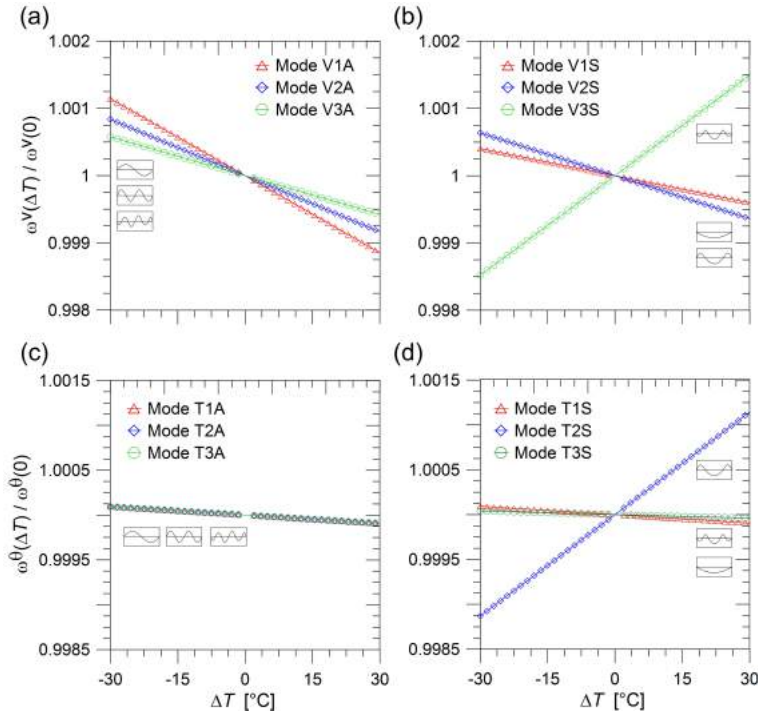 (a)
1.002
1.001
1
0.999
0.998
ω^v(ΔT) / ω^v(0)
Mode V1A
Mode V2A
Mode V3A
(b)
1.002
1.001
1
0.999
0.998
Mode V1S
Mode V2S
Mode V3S
(c)
1.0015
1.0005
0.9995
0.9985
ω^θ(ΔT) / ω^θ(0)
Mode T1A
Mode T2A
Mode T3A
-30 -15 0 15 30
ΔT [°C]
(d)
1.0015
1.0005
0.9995
0.9985
Mode T1S
Mode T2S
Mode T3S
-30 -15 0 15 30
ΔT [°C]